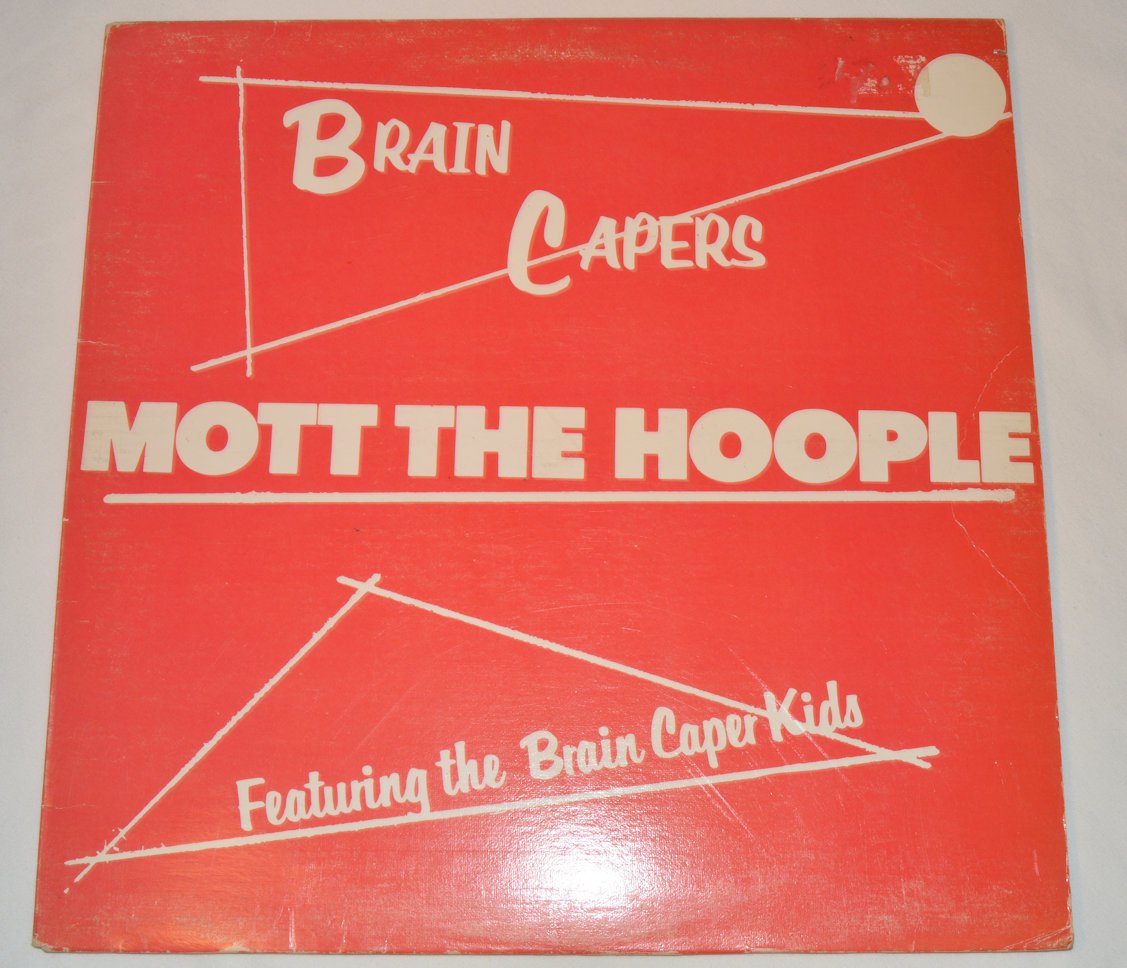 BRAIN
CAPERS
MOTT THE HOOPLE
Featuring the Brain Caper Kids